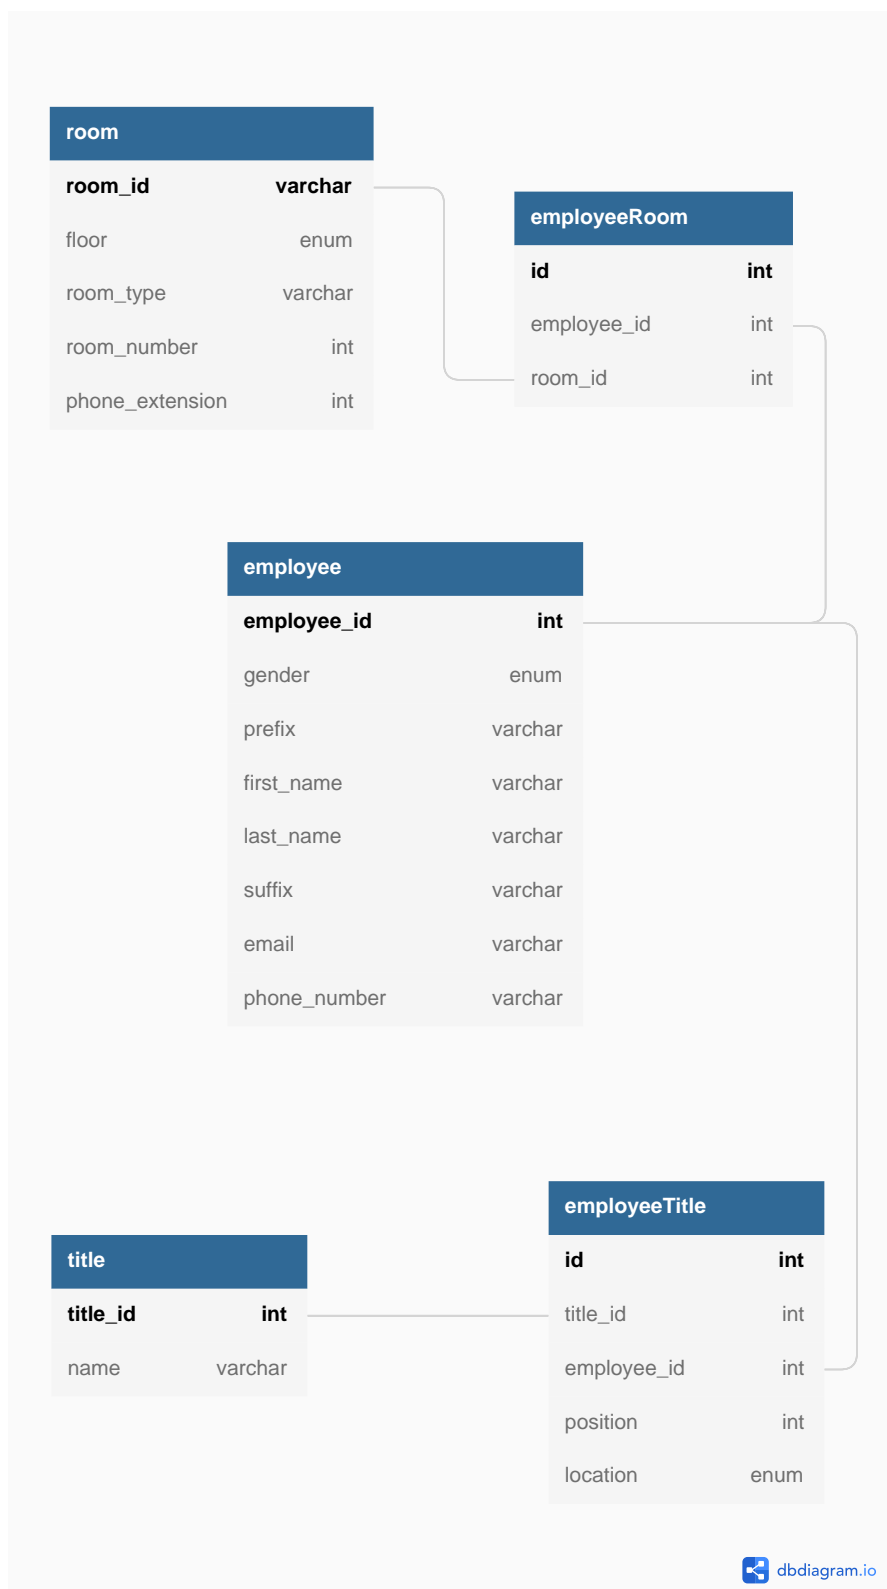 room
room_id varchar
floor enum
room_type varchar
room_number int
phone_extension int
employeeRoom
id int
employee_id int
room_id int
employee
employee_id int
gender enum
prefix varchar
first_name varchar
last_name varchar
suffix varchar
email varchar
phone_number varchar
title
title_id int
name varchar
employeeTitle
id int
title_id int
employee_id int
position int
location enum
dbdiagram.io